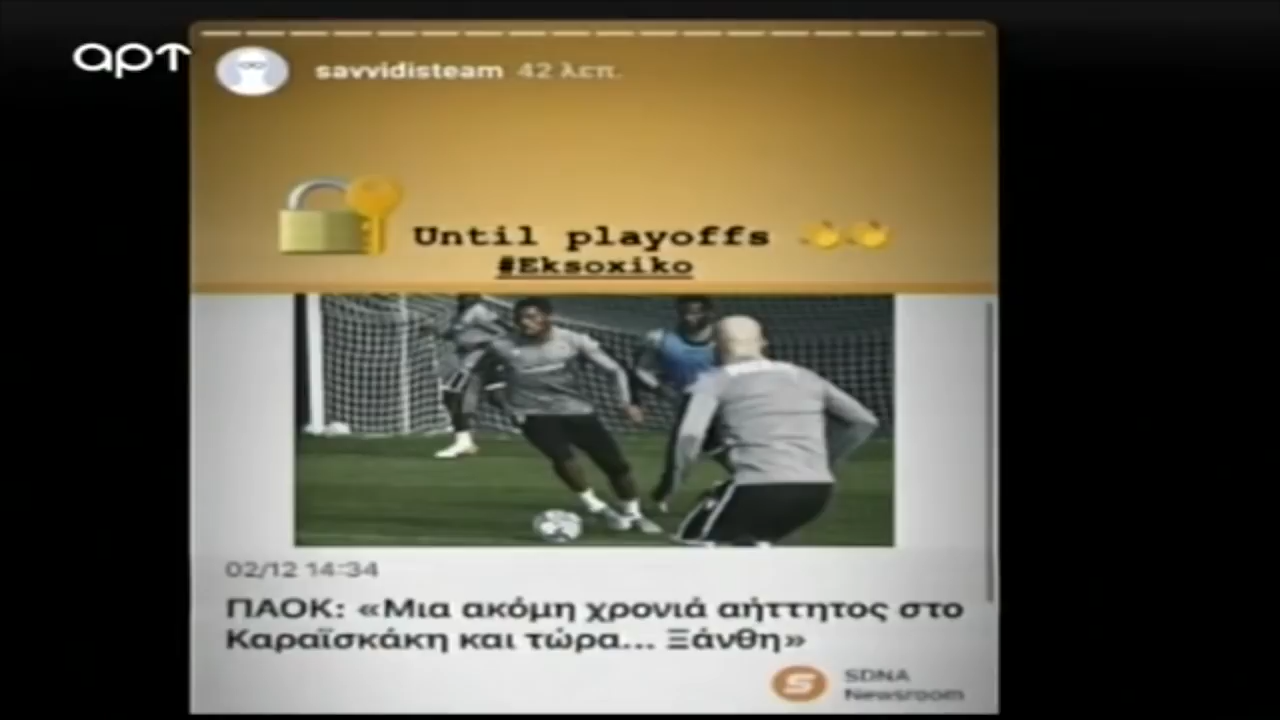 αρτ
savvidisteam 42 λεπ.
Until playoffs
#Eksoxiko
02/12 14:34
ΠΑΟΚ: «Μια ακόμη χρονιά αήττητος στο
Καραϊσκάκη και τώρα... Ξάνθη»
SDNA
Newsroom